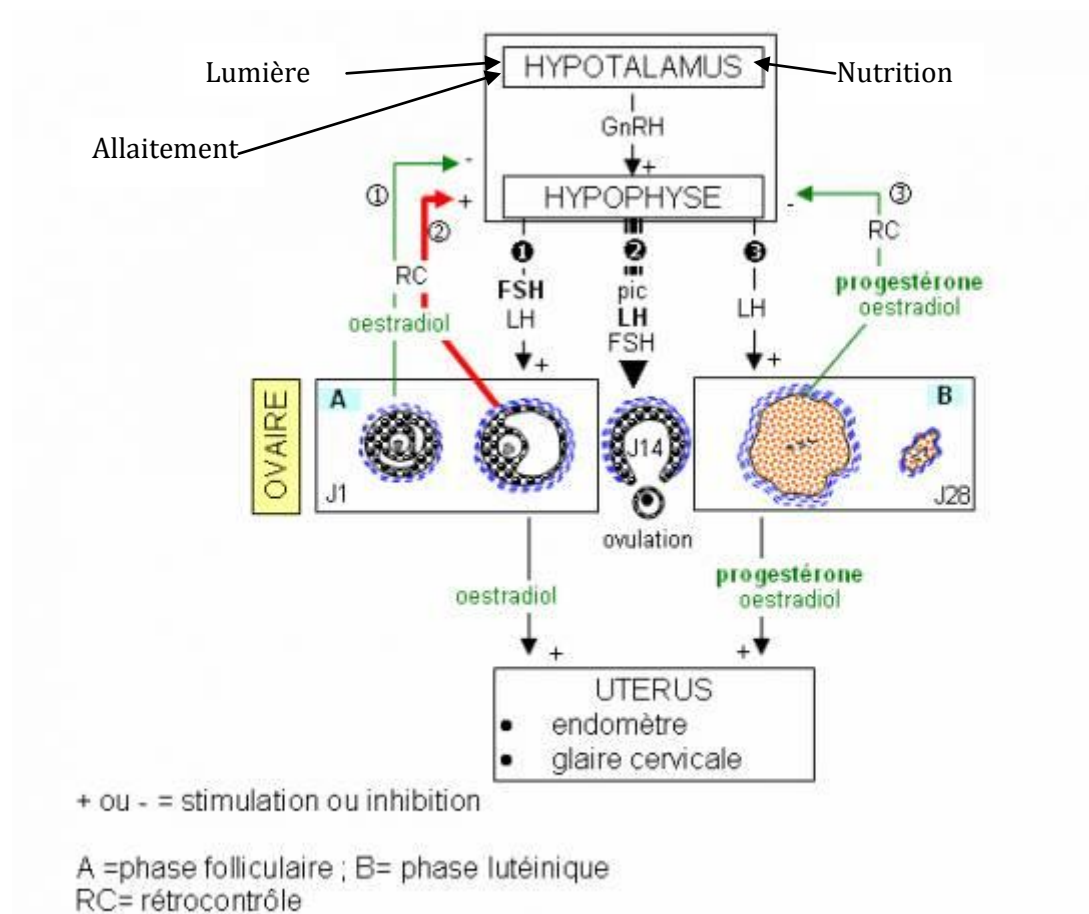 Lumière
HYPOTALAMUS
Nutrition
Allaitement
GnRH
+
-
①
+
②
HYPOPHYSE
-
③
RC
RC
❶
❷
❸
FSH
LH
pic
LH
FSH
LH
progestérone
oestradiol
oestradiol
+
+
OVAIRE
A
J1
J14
B
J28
ovulation
oestradiol
progestérone
oestradiol
+
+
UTERUS
• endomètre
• glaire cervicale
+ ou - = stimulation ou inhibition
A =phase folliculaire ; B= phase lutéinique
RC= rétrocontrôle